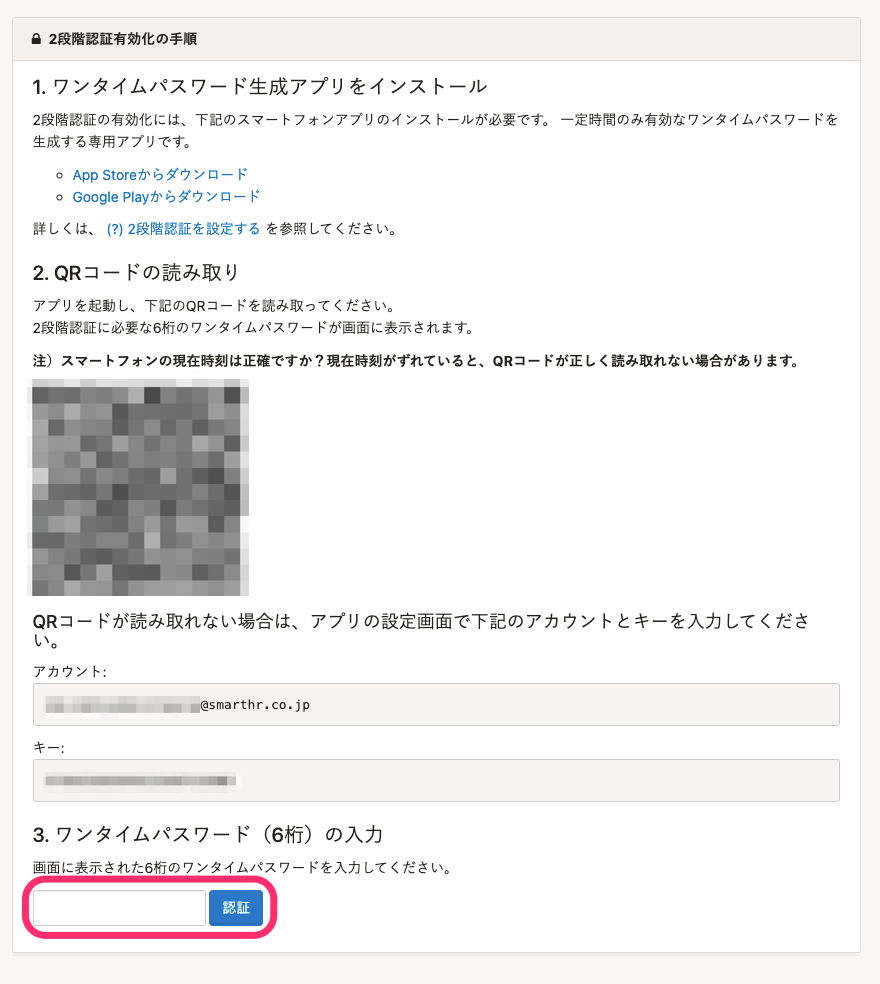 2段階認証有効化の手順
1. ワンタイムパスワード生成アプリをインストール
2段階認証の有効化には、下記のスマートフォンアプリのインストールが必要です。 一定時間のみ有効なワンタイムパスワードを
生成する専用アプリです。
App Storeからダウンロード
Google Playからダウンロード
詳しくは、 (?) 2段階認証を設定する を参照してください。
2. QRコードの読み取り
アプリを起動し、下記のQRコードを読み取ってください。
2段階認証に必要な6桁のワンタイムパスワードが画面に表示されます。
注）スマートフォンの現在時刻は正確ですか？現在時刻がずれていると、QRコードが正しく読み取れない場合があります。
QRコードが読み取れない場合は、アプリの設定画面で下記のアカウントとキーを入力してくださ
い。
アカウント:
@smarthr.co.jp
キー:
3. ワンタイムパスワード（6桁）の入力
画面に表示された6桁のワンタイムパスワードを入力してください。
認証